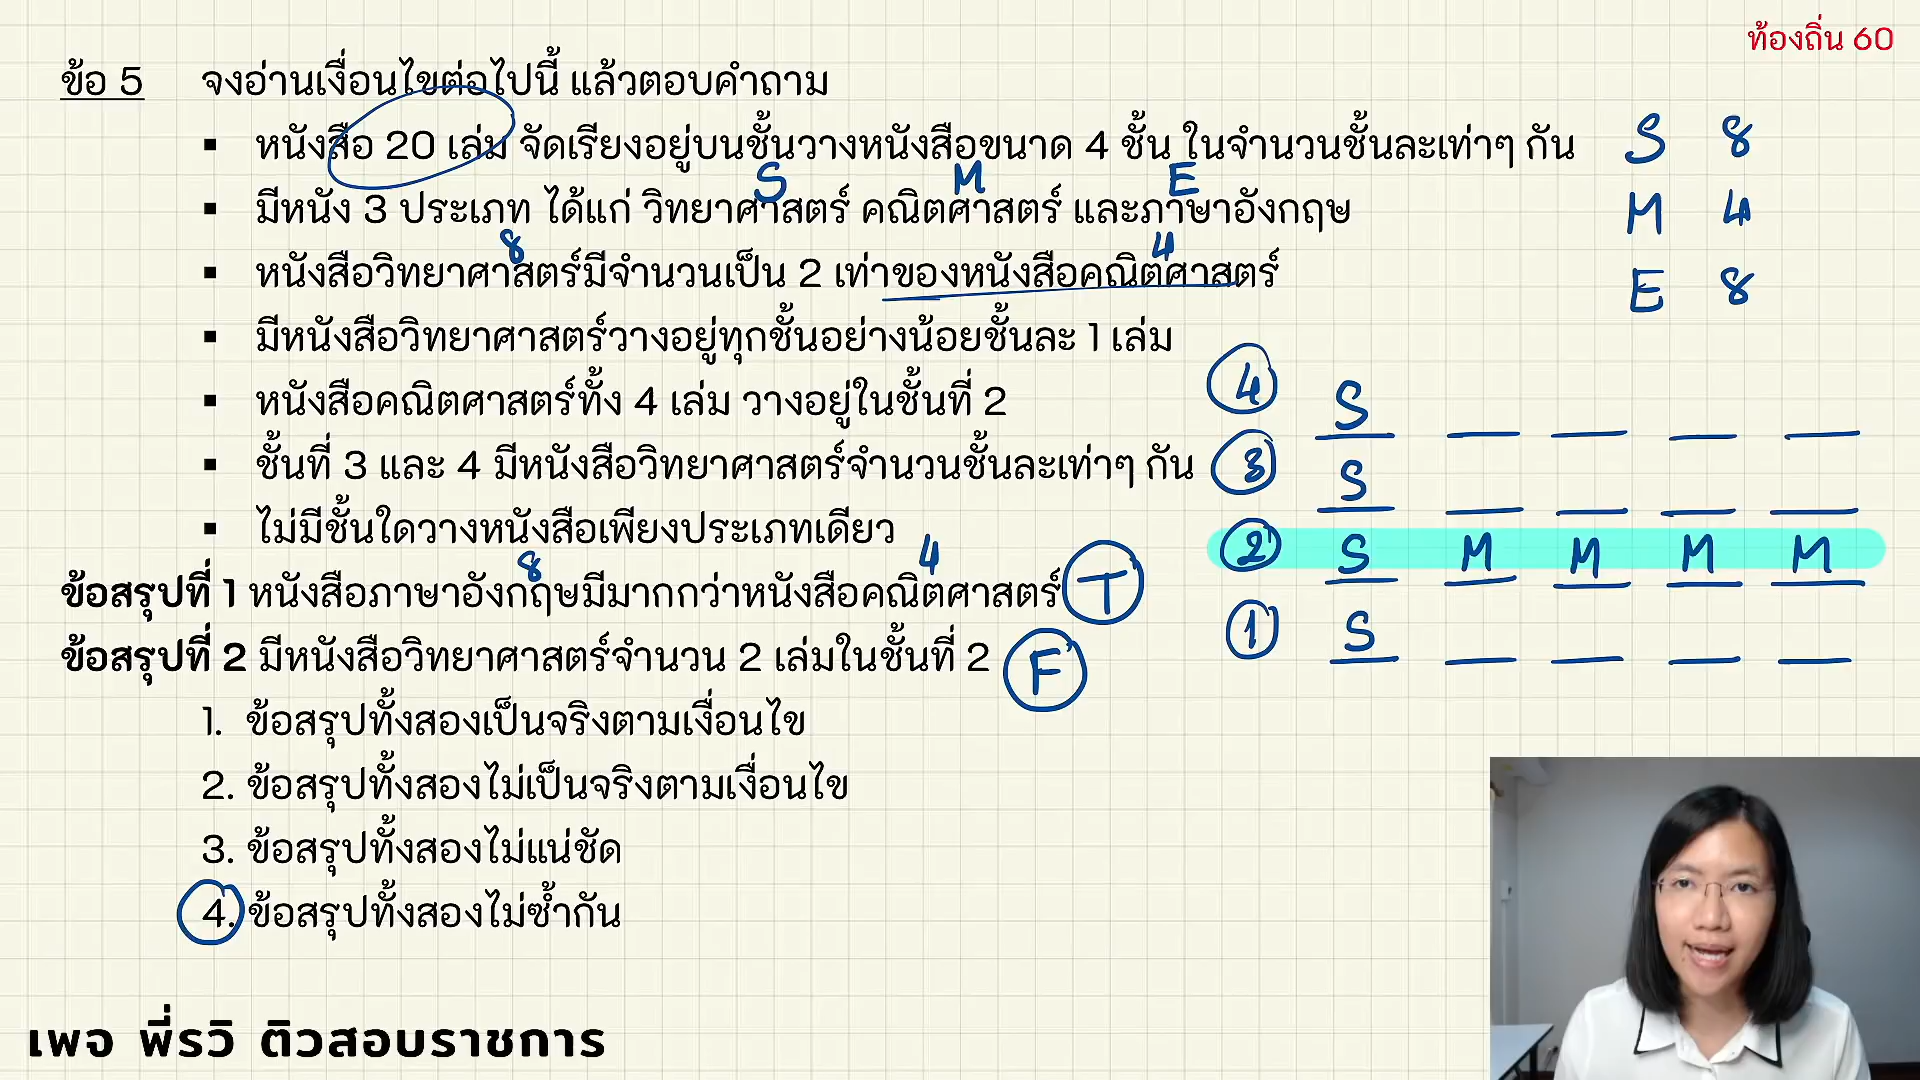 ท้องถิ่น 60
ข้อ 5 จงอ่านเงื่อนไขต่อไปนี้ แล้วตอบคำถาม
▪ หนังสือ 20 เล่ม จัดเรียงอยู่บนชั้นวางหนังสือขนาด 4 ชั้น ในจำนวนชั้นละเท่าๆ กัน
S 8
S M E
▪ มีหนัง 3 ประเภท ได้แก่ วิทยาศาสตร์ คณิตศาสตร์ และภาษาอังกฤษ
M 4
8 4
▪ หนังสือวิทยาศาสตร์มีจำนวนเป็น 2 เท่าของหนังสือคณิตศาสตร์
E 8
▪ มีหนังสือวิทยาศาสตร์วางอยู่ทุกชั้นอย่างน้อยชั้นละ 1 เล่ม
▪ หนังสือคณิตศาสตร์ทั้ง 4 เล่ม วางอยู่ในชั้นที่ 2
4 S
▪ ชั้นที่ 3 และ 4 มีหนังสือวิทยาศาสตร์จำนวนชั้นละเท่าๆ กัน
3 S
▪ ไม่มีชั้นใดวางหนังสือเพียงประเภทเดียว
2 S M M M M
8 4
ข้อสรุปที่ 1 หนังสือภาษาอังกฤษมีมากกว่าหนังสือคณิตศาสตร์ T
1 S
ข้อสรุปที่ 2 มีหนังสือวิทยาศาสตร์จำนวน 2 เล่มในชั้นที่ 2 F
1. ข้อสรุปทั้งสองเป็นจริงตามเงื่อนไข
2. ข้อสรุปทั้งสองไม่เป็นจริงตามเงื่อนไข
3. ข้อสรุปทั้งสองไม่แน่ชัด
4. ข้อสรุปทั้งสองไม่ซ้ำกัน
เพจ พี่รวิ ติวสอบราชการ